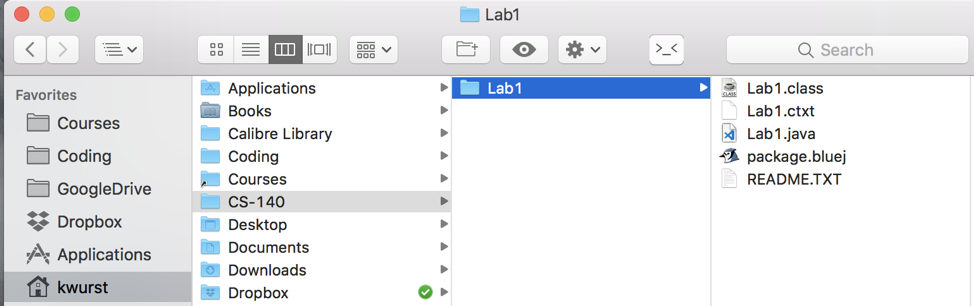 Lab1
>_<
Search
Favorites
Courses
Coding
GoogleDrive
Dropbox
Applications
kwurst
Applications
Books
Calibre Library
Coding
Courses
CS-140
Desktop
Documents
Downloads
Dropbox
Lab1
Lab1.class
Lab1.ctxt
Lab1.java
package.bluej
README.TXT